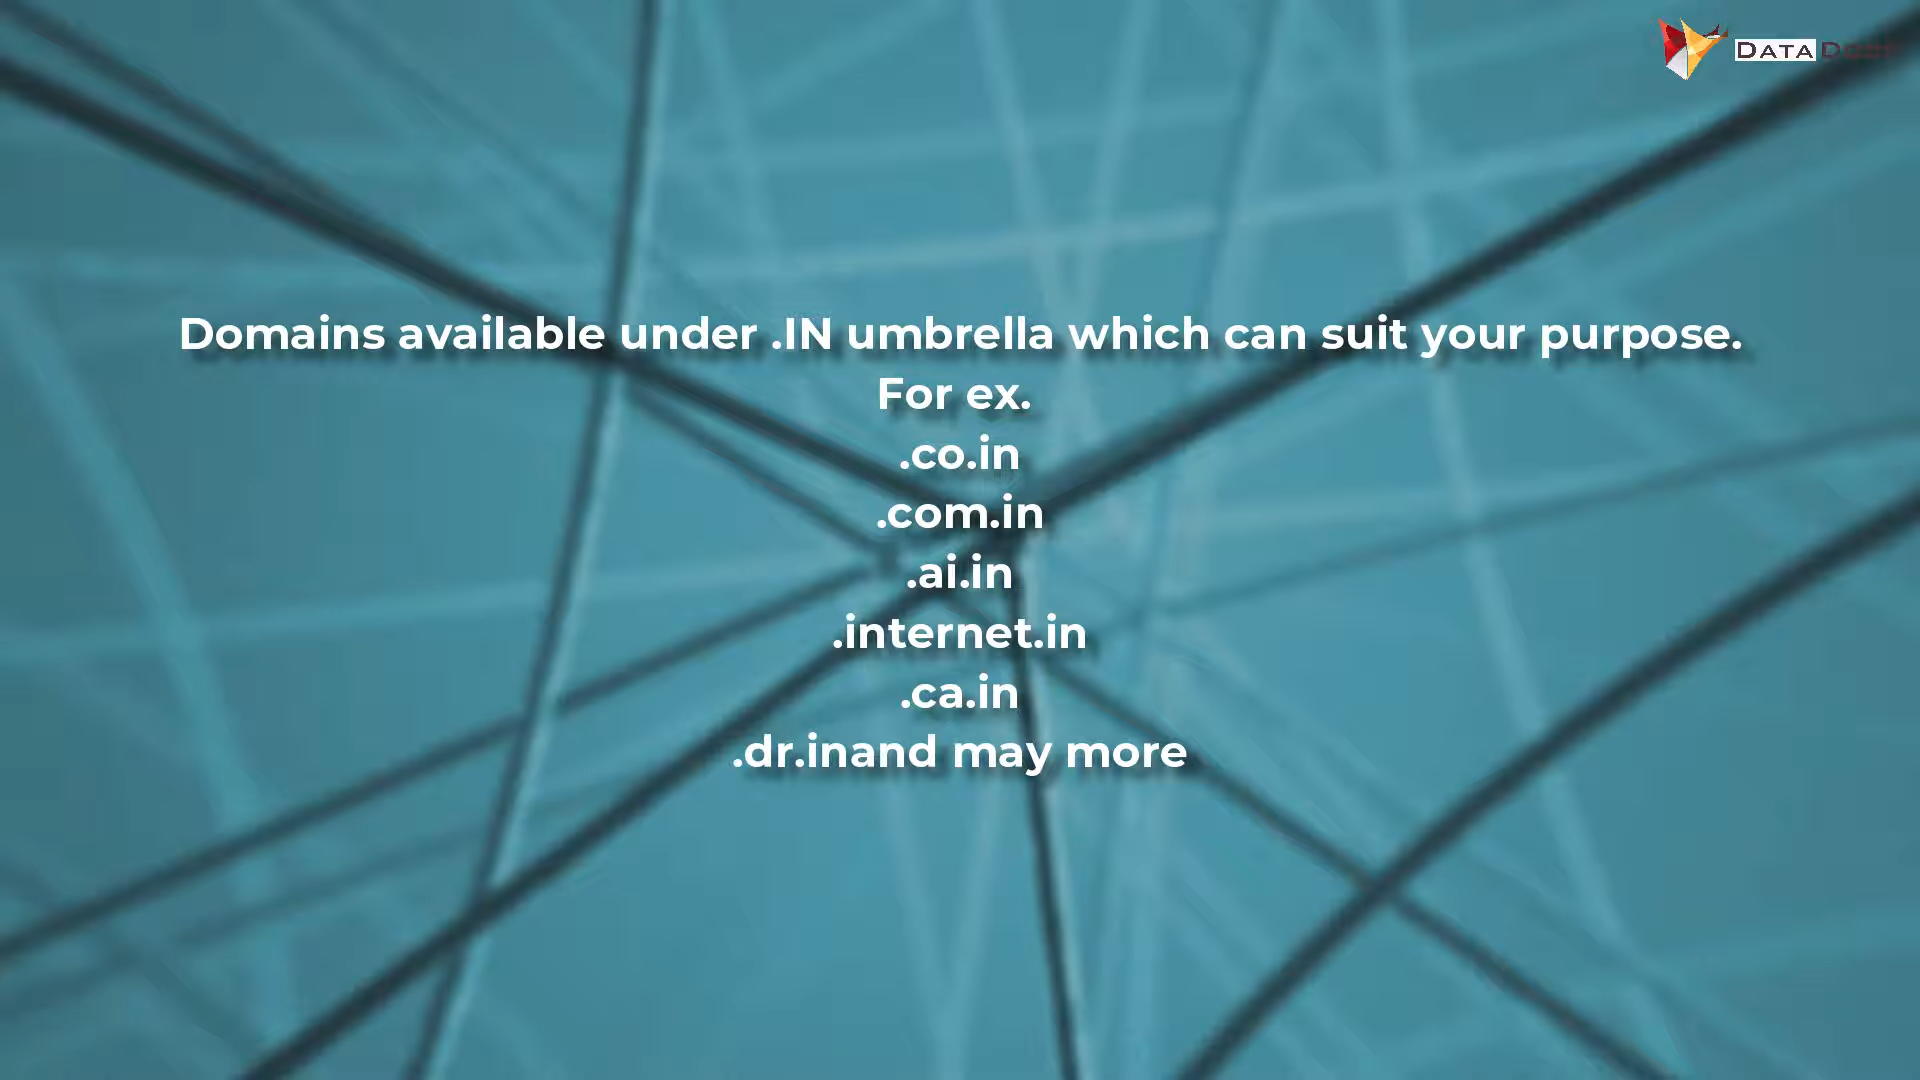 DATA
Domains available under .IN umbrella which can suit your purpose.
For ex.
.co.in
.com.in
.ai.in
.internet.in
.ca.in
.dr.inand may more